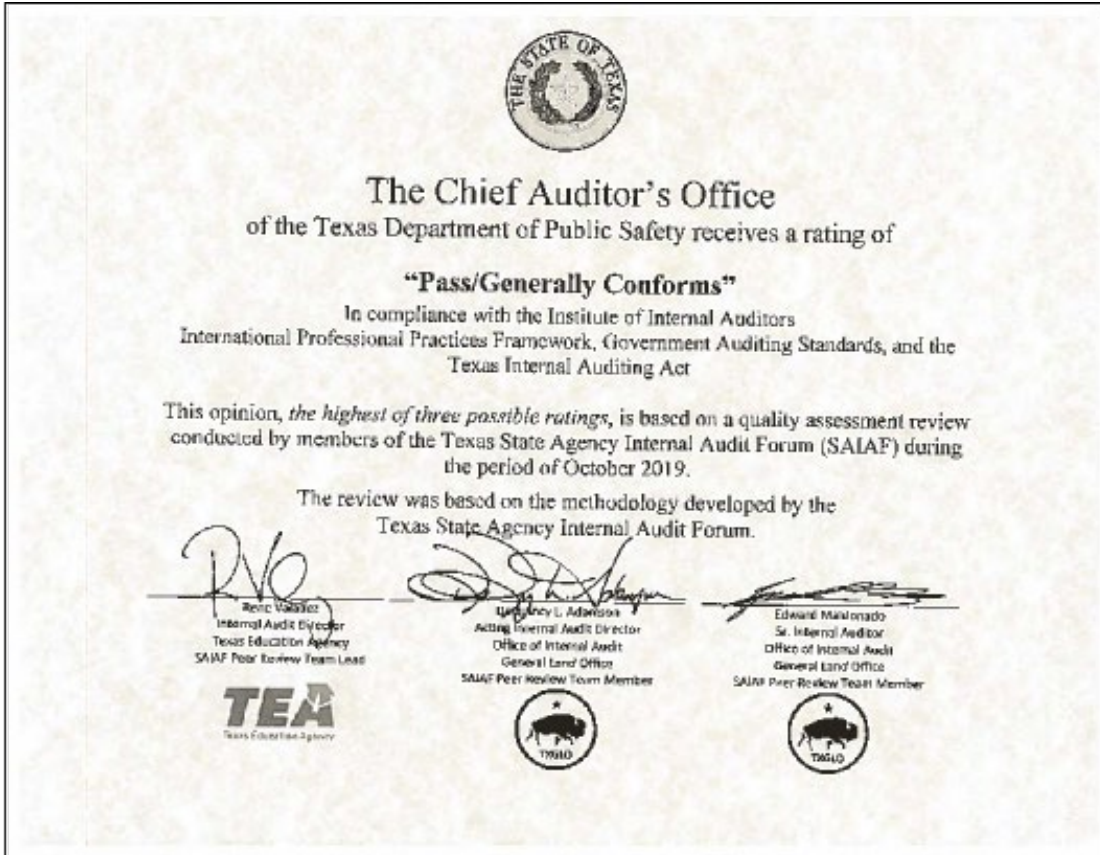 THE STATE OF TEXAS
The Chief Auditor's Office
of the Texas Department of Public Safety receives a rating of
“Pass/Generally Conforms”
In compliance with the Institute of Internal Auditors
International Professional Practices Framework, Government Auditing Standards, and the
Texas Internal Auditing Act
This opinion, the highest of three possible ratings, is based on a quality assessment review
conducted by members of the Texas State Agency Internal Audit Forum (SAIAF) during
the period of October 2019.
The review was based on the methodology developed by the
Texas State Agency Internal Audit Forum.
Internal Audit Director
Texas Education Agency
SAIAF Peer Review Team Lead
TEA
Texas Education Agency
L. Adamson
Acting Internal Audit Director
Office of Internal Audit
General Land Office
SAIAF Peer Review Team Member
TXGLO
Edward Maldonado
Sr. Internal Auditor
Office of Internal Audit
General Land Office
SAIAF Peer Review Team Member
TXGLO